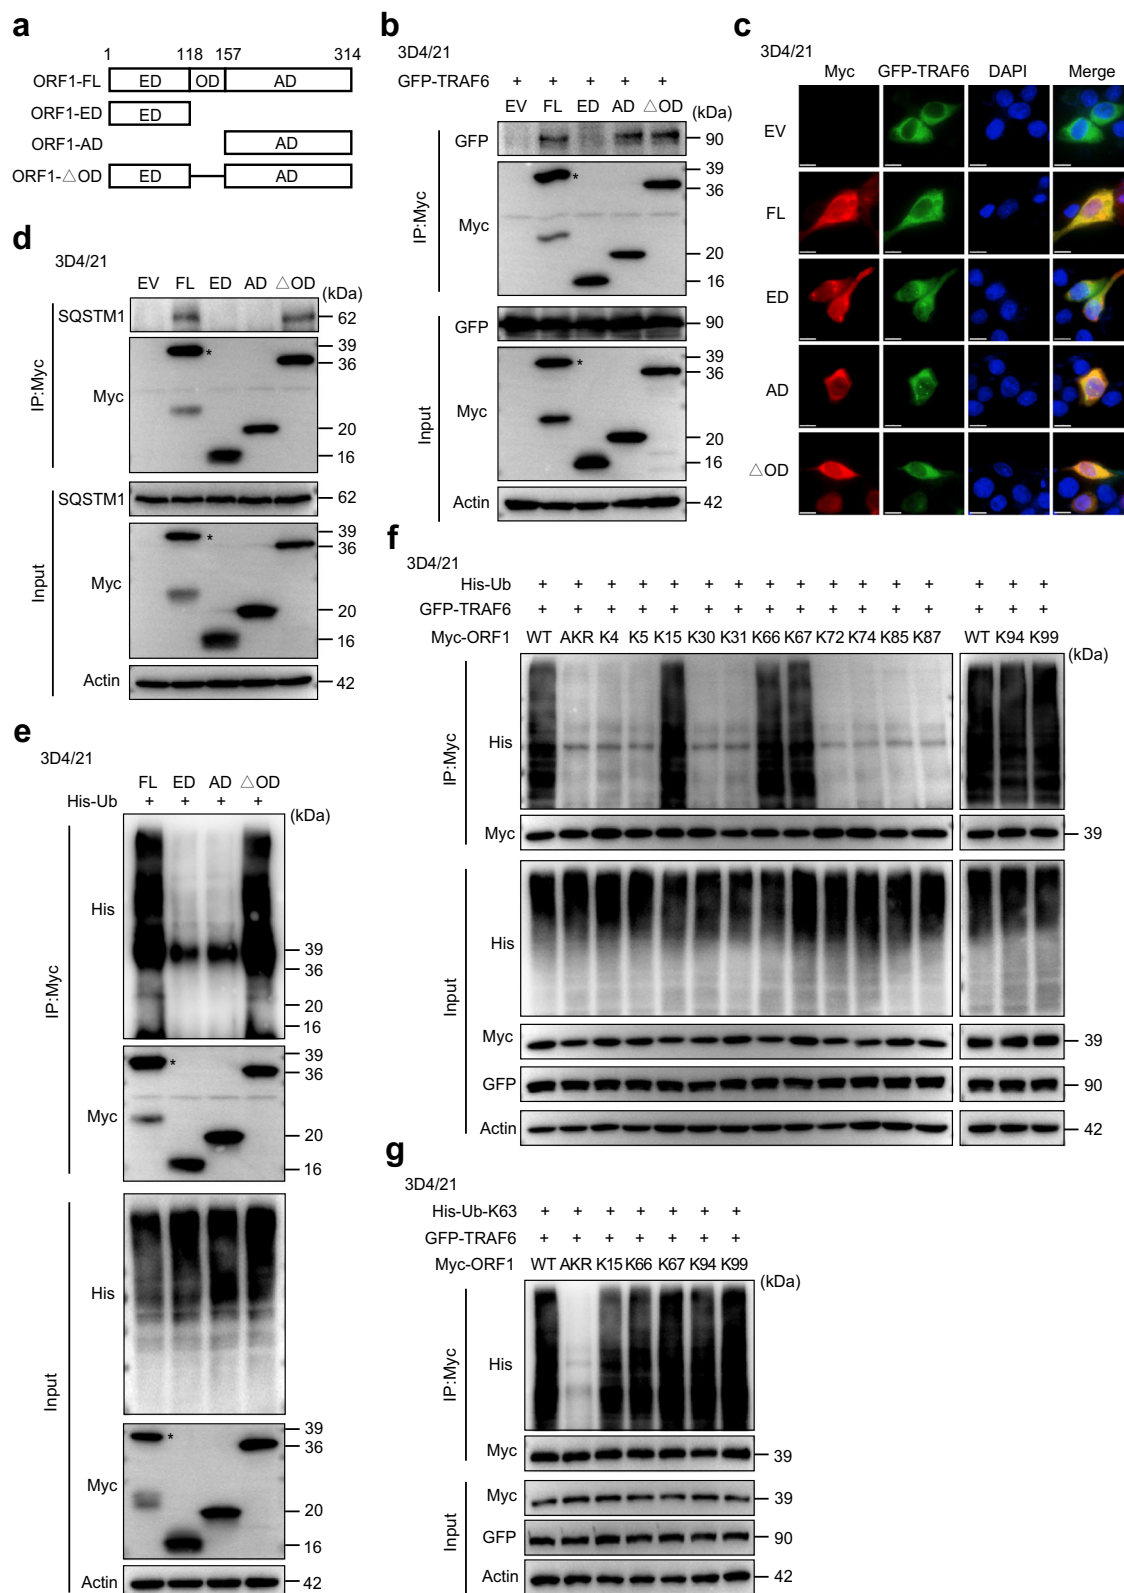 a
1 118 157 314
ORF1-FL ED OD AD
ORF1-ED ED
ORF1-AD AD
ORF1-△OD ED AD
b
3D4/21
GFP-TRAF6 + + + + +
EV FL ED AD △OD (kDa)
IP:Myc
GFP 90
Myc * 39
36
20
16
Input
GFP 90
Myc * 39
36
20
16
Actin 42
c
3D4/21
Myc GFP-TRAF6 DAPI Merge
EV
FL
ED
AD
△OD
d
3D4/21
EV FL ED AD △OD (kDa)
IP:Myc
SQSTM1 62
Myc * 39
36
20
16
Input
SQSTM1 62
Myc * 39
36
20
16
Actin 42
e
3D4/21
FL ED AD △OD
His-Ub + + + +
(kDa)
IP:Myc
His 39
36
20
16
Myc * 39
36
20
16
Input
His
Myc * 39
36
20
16
Actin 42
f
3D4/21
His-Ub + + + + + + + + + + + + + + + +
GFP-TRAF6 + + + + + + + + + + + + + + + +
Myc-ORF1 WT AKR K4 K5 K15 K30 K31 K66 K67 K72 K74 K85 K87 WT K94 K99
(kDa)
IP:Myc
His
Myc 39
Input
His
Myc 39
GFP 90
Actin 42
g
3D4/21
His-Ub-K63 + + + + + + +
GFP-TRAF6 + + + + + + +
Myc-ORF1 WT AKR K15 K66 K67 K94 K99
(kDa)
IP:Myc
His
Myc 39
Input
Myc 39
GFP 90
Actin 42